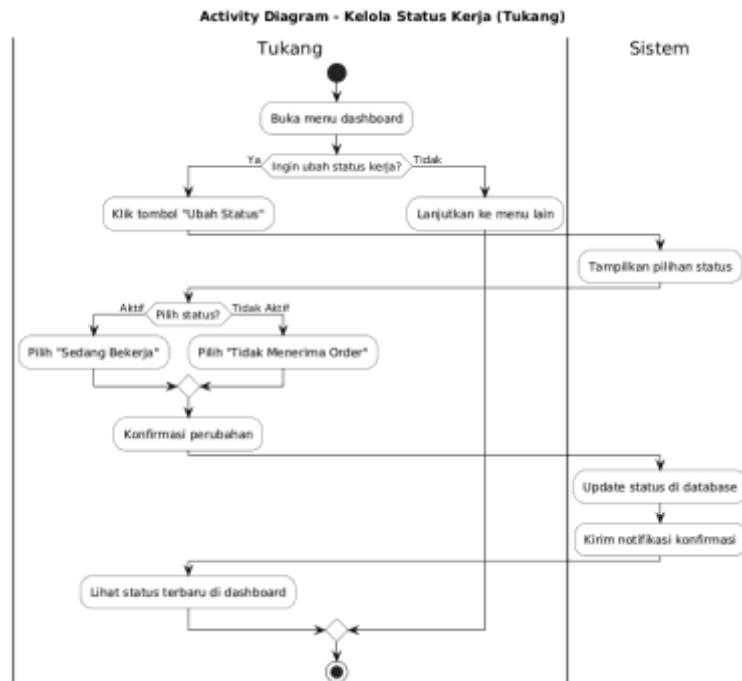 Activity Diagram - Kelola Status Kerja (Tukang)
Tukang
Sistem
Buka menu dashboard
Ya
Ingin ubah status kerja?
Tidak
Klik tombol "Ubah Status"
Lanjutkan ke menu lain
Tampilkan pilihan status
Aktif
Pilih status?
Tidak Aktif
Pilih "Sedang Bekerja"
Pilih "Tidak Menerima Order"
Konfirmasi perubahan
Update status di database
Kirim notifikasi konfirmasi
Lihat status terbaru di dashboard